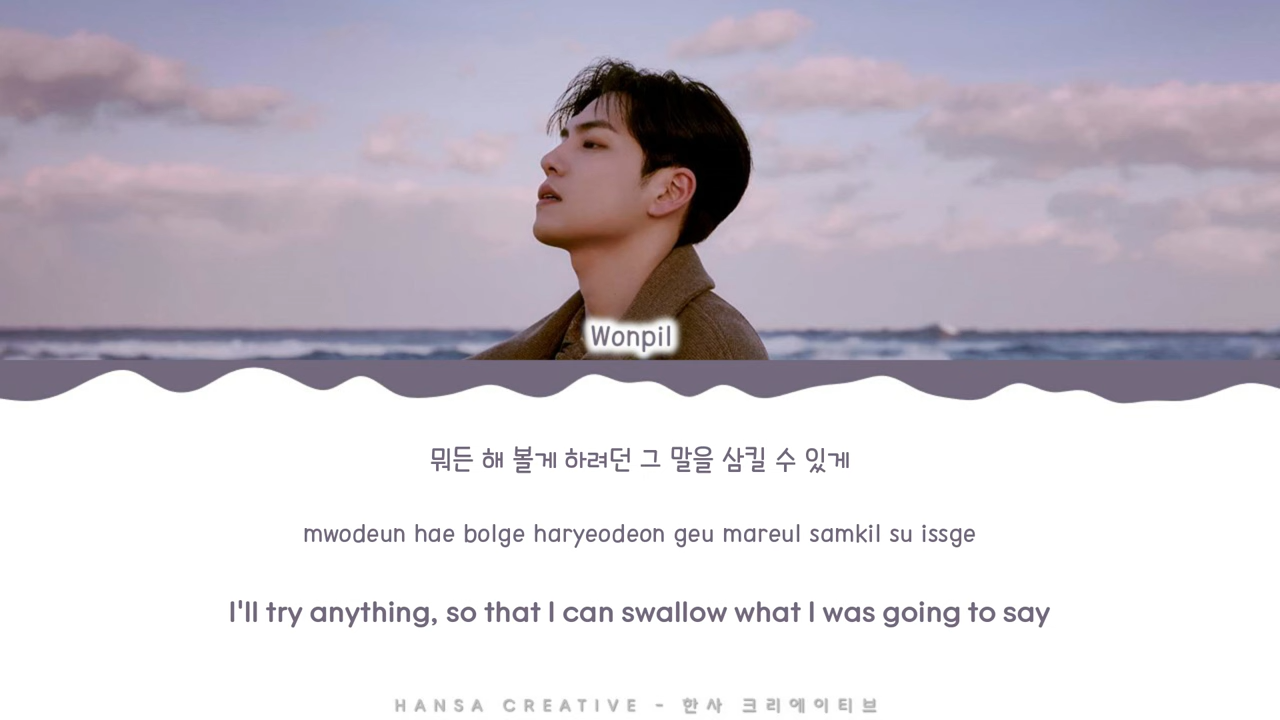 Wonpil
뭐든 해 볼게 하려던 그 말을 삼킬 수 있게
mwodeun hae bolge haryeodeon geu mareul samkil su issge
I'll try anything, so that I can swallow what I was going to say
HANSA CREATIVE - 한사 크리에이티브